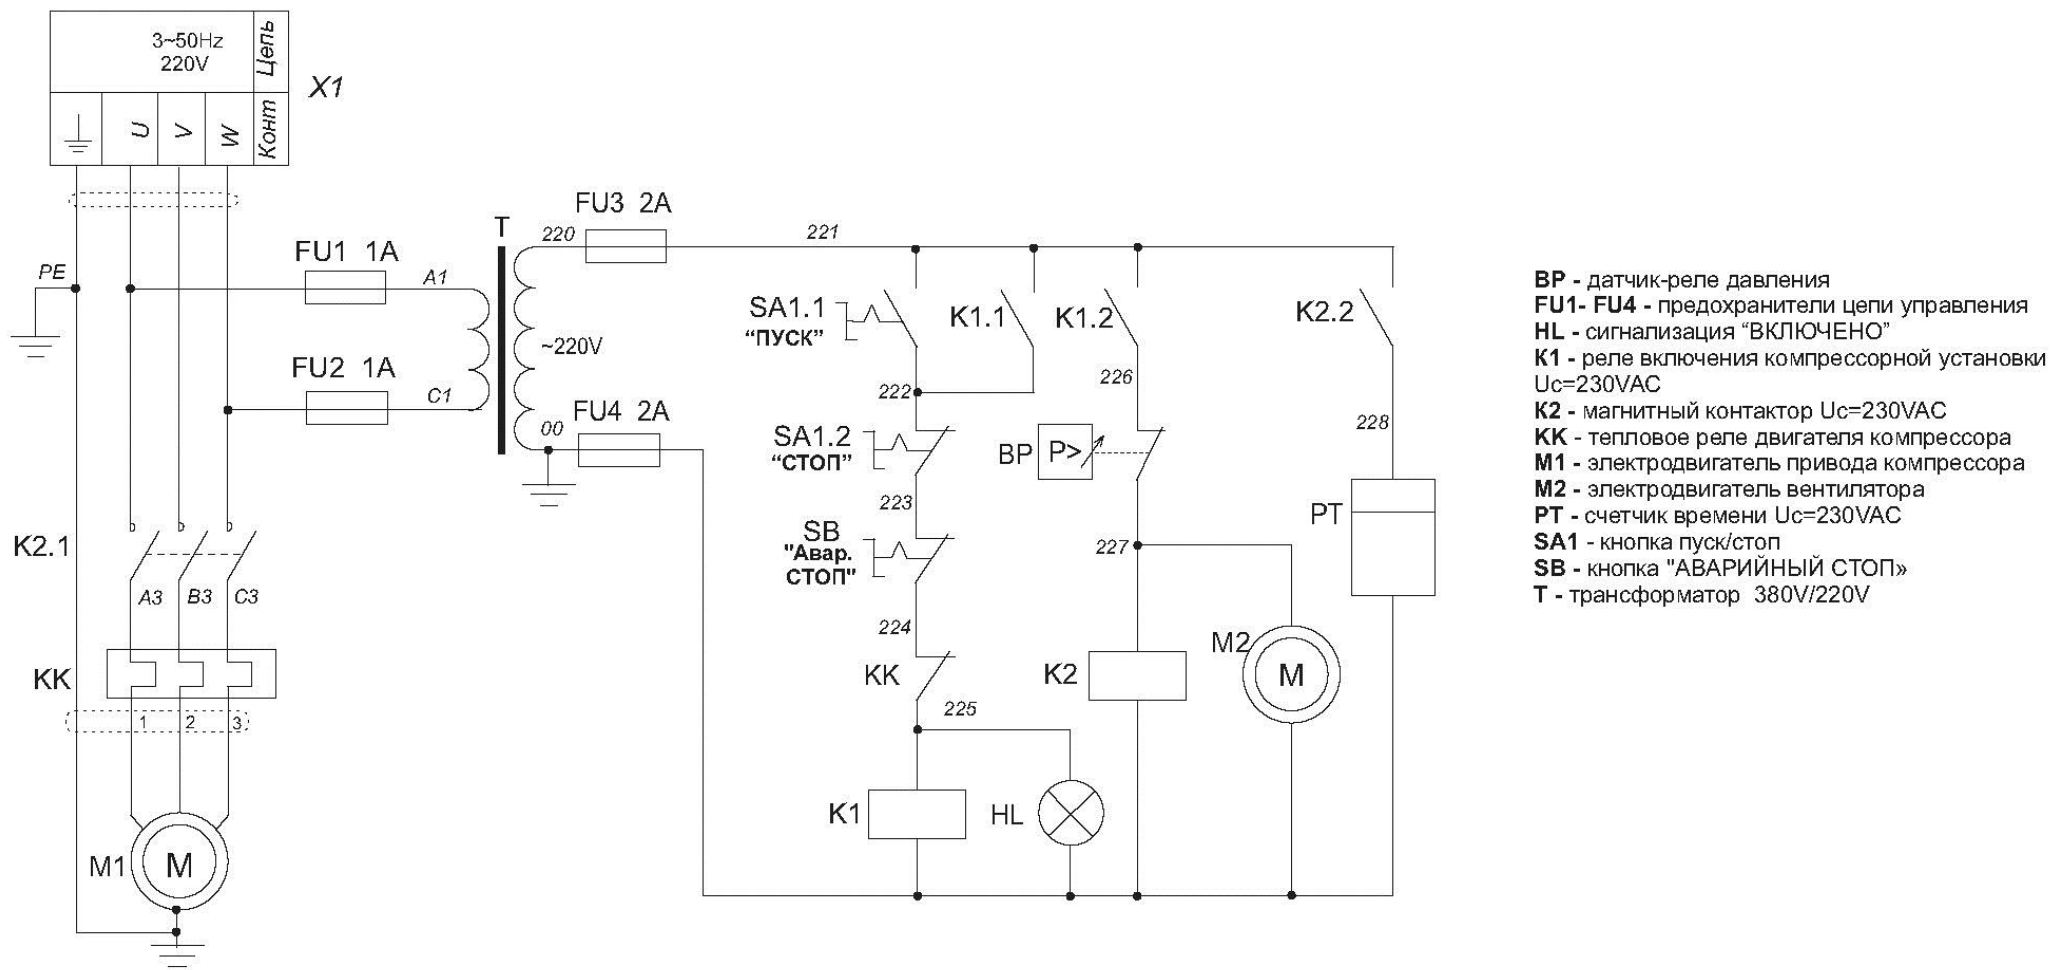 3~50Hz
220V
Цепь
X1
U
V
W
Конт
FU3 2A
T
220
221
FU1 1A
A1
PE
SA1.1
“ПУСК”
K1.1
K1.2
K2.2
~220V
FU2 1A
C1
222
226
FU4 2A
00
228
SA1.2
“СТОП”
BP
P>
223
PT
K2.1
SB
"Авар.
СТОП"
227
A3
B3
C3
224
M2
M
KK
KK
K2
225
1
2
3
K1
HL
M1
M
BP - датчик-реле давления
FU1- FU4 - предохранители цепи управления
HL - сигнализация “ВКЛЮЧЕНО”
K1 - реле включения компрессорной установки
Uc=230VAC
K2 - магнитный контактор Uc=230VAC
KK - тепловое реле двигателя компрессора
M1 - электродвигатель привода компрессора
M2 - электродвигатель вентилятора
PT - счетчик времени Uc=230VAC
SA1 - кнопка пуск/стоп
SB - кнопка "АВАРИЙНЫЙ СТОП»
T - трансформатор 380V/220V